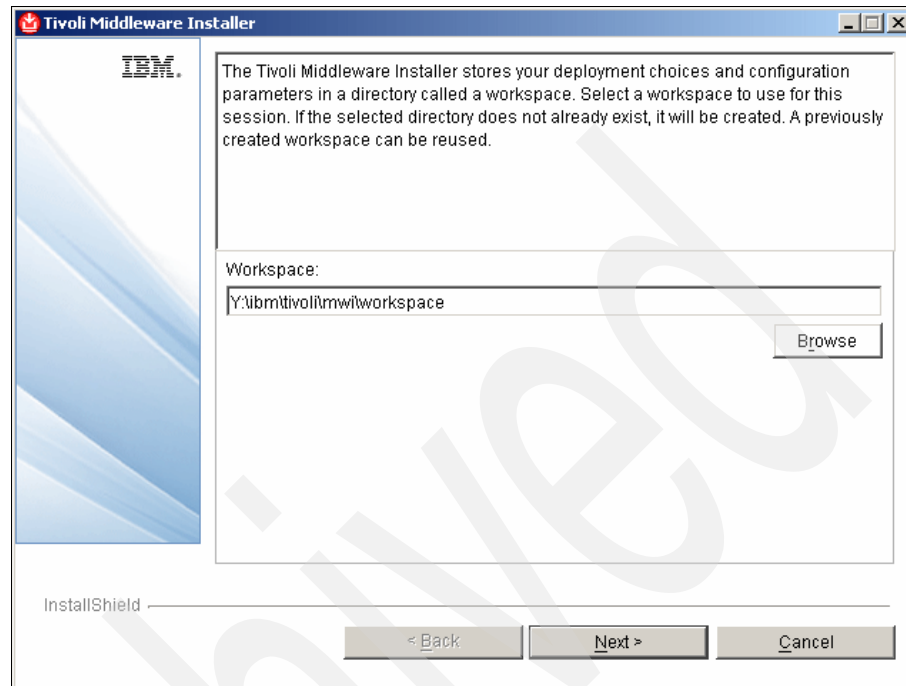 Tivoli Middleware Installer
IBM.
The Tivoli Middleware Installer stores your deployment choices and configuration
parameters in a directory called a workspace. Select a workspace to use for this
session. If the selected directory does not already exist, it will be created. A previously
created workspace can be reused.
Workspace:
Y:\ibm\tivoli\mwi\workspace
Browse
InstallShield
< Back
Next >
Cancel
hived